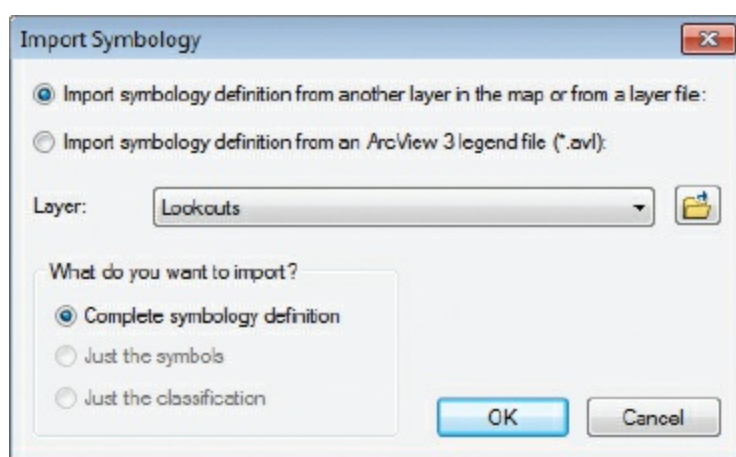 Import Symbology
Import symbology definition from another layer in the map or from a layer file:
Import symbology definition from an ArcView 3 legend file (*.avl):
Layer:
Lookouts
What do you want to import?
Complete symbology definition
Just the symbols
Just the classification
OK
Cancel